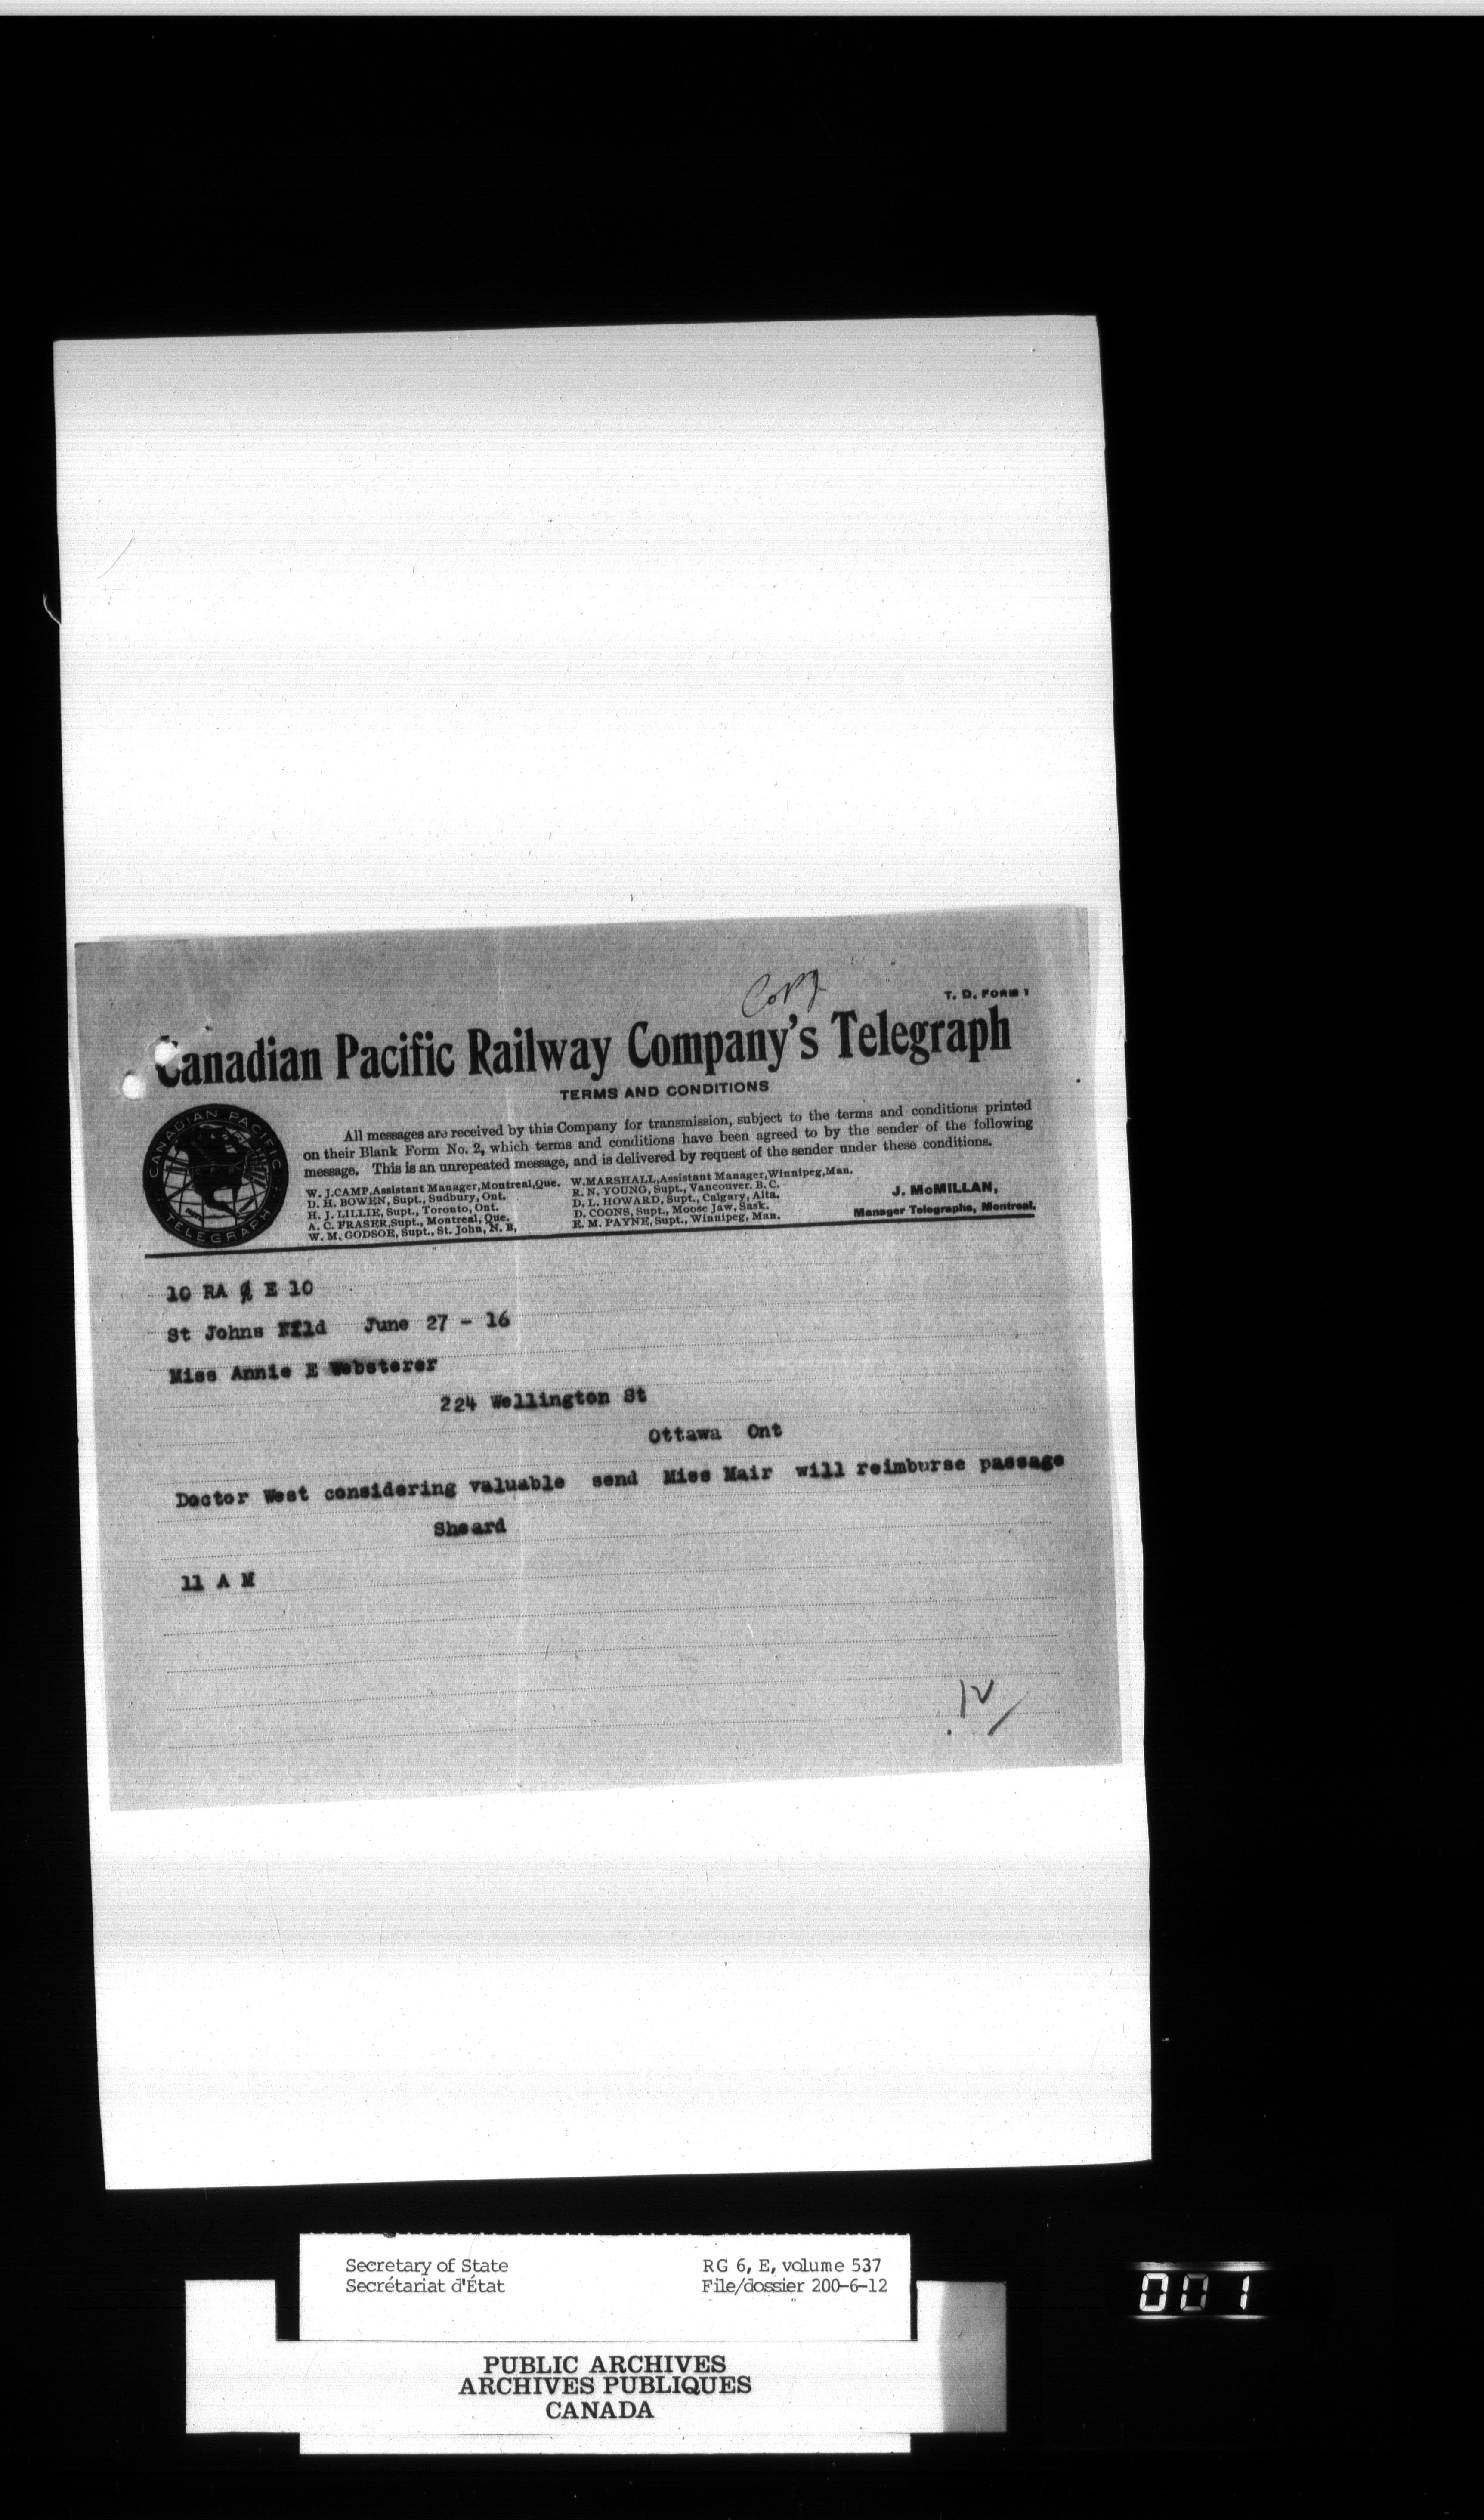 Copy
T. D. FORM 1
Canadian Pacific Railway Company's Telegraph
TERMS AND CONDITIONS
CANADIAN PACIFIC
TELEGRAPH
All messages are received by this Company for transmission, subject to the terms and conditions printed
on their Blank Form No. 2, which terms and conditions have been agreed to by the sender of the following
message. This is an unrepeated message, and is delivered by request of the sender under these conditions.
W. J. CAMP, Assistant Manager, Montreal, Que.
D. H. BOWEN, Supt., Sudbury, Ont.
H. J. LILLIE, Supt., Toronto, Ont.
A. C. FRASER, Supt., Montreal, Que.
W. M. GODSOE, Supt., St. John, N. B,
W. MARSHALL, Assistant Manager, Winnipeg, Man.
R. N. YOUNG, Supt., Vancouver. B. C.
D. L. HOWARD, Supt., Calgary, Alta.
D. COONS, Supt., Moose Jaw, Sask.
E. M. PAYNE, Supt., Winnipeg, Man.
J. McMILLAN,
Manager Telegraphs, Montreal.
10 RA E 10
St Johns Nfld June 27 - 16
Miss Annie E Websterer
224 Wellington St
Ottawa Ont
Doctor West considering valuable send Miss Mair will reimburse passage
Sheard
11 A M
Secretary of State
Secrétariat d'État
RG 6, E, volume 537
File/dossier 200-6-12
PUBLIC ARCHIVES
ARCHIVES PUBLIQUES
CANADA
001